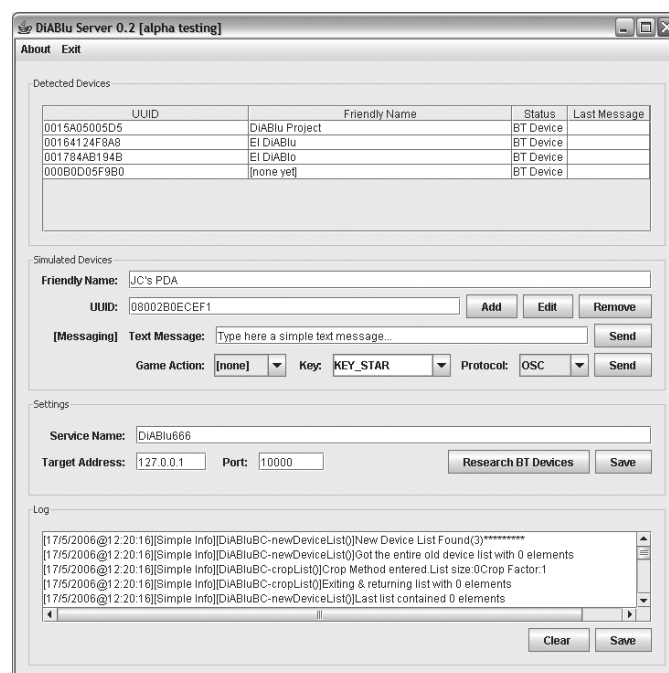 DiABlu Server 0.2 [alpha testing]
About Exit
Detected Devices
UUID Friendly Name Status Last Message
0015A05005D5 DiABlu Project BT Device
00164124F8A8 El DiABlu BT Device
001784AB194B El DiABlo BT Device
000B0D05F9B0 [none yet] BT Device
Simulated Devices
Friendly Name: JC's PDA
UUID: 08002B0ECEF1 Add Edit Remove
[Messaging] Text Message: Type here a simple text message... Send
Game Action: [none] Key: KEY_STAR Protocol: OSC Send
Settings
Service Name: DiABlu666
Target Address: 127.0.0.1 Port: 10000 Research BT Devices Save
Log
[17/5/2006@12:20:16][Simple Info][DiABluBC-newDeviceList()]New Device List Found(3)*********
[17/5/2006@12:20:16][Simple Info][DiABluBC-newDeviceList()]Got the entire old device list with 0 elements
[17/5/2006@12:20:16][Simple Info][DiABluBC-cropList()]Crop Method entered.List size:0Crop Factor:1
[17/5/2006@12:20:16][Simple Info][DiABluBC-cropList()]Exiting & returning list with 0 elements
[17/5/2006@12:20:16][Simple Info][DiABluBC-newDeviceList()]Last list contained 0 elements
Clear Save